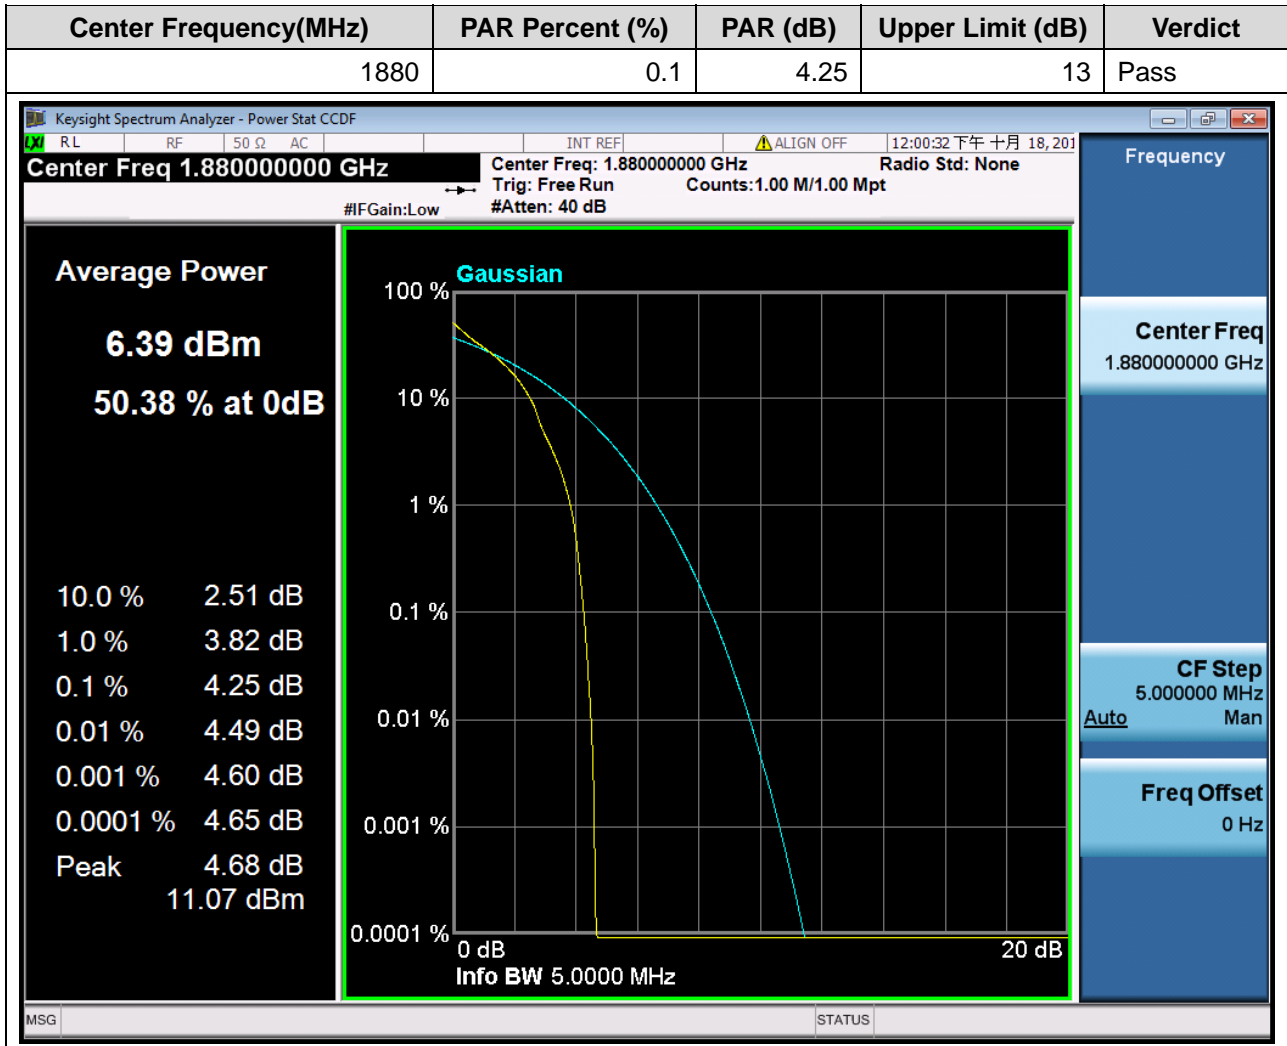 Center Frequency(MHz) PAR Percent (%) PAR (dB) Upper Limit (dB) Verdict
1880 0.1 4.25 13 Pass
Keysight Spectrum Analyzer - Power Stat CCDF
LXI RL RF 50 Ω AC INT REF ALIGN OFF 12:00:32 下午 十月 18, 201
Center Freq 1.880000000 GHz
#IFGain:Low
Center Freq: 1.880000000 GHz Radio Std: None
Trig: Free Run Counts:1.00 M/1.00 Mpt
#Atten: 40 dB
Average Power
6.39 dBm
50.38 % at 0dB
10.0 % 2.51 dB
1.0 % 3.82 dB
0.1 % 4.25 dB
0.01 % 4.49 dB
0.001 % 4.60 dB
0.0001 % 4.65 dB
Peak 4.68 dB
11.07 dBm
Gaussian
100 %
10 %
1 %
0.1 %
0.01 %
0.001 %
0.0001 %
0 dB 20 dB
Info BW 5.0000 MHz
Frequency
Center Freq
1.880000000 GHz
CF Step
5.000000 MHz
Auto Man
Freq Offset
0 Hz
MSG STATUS